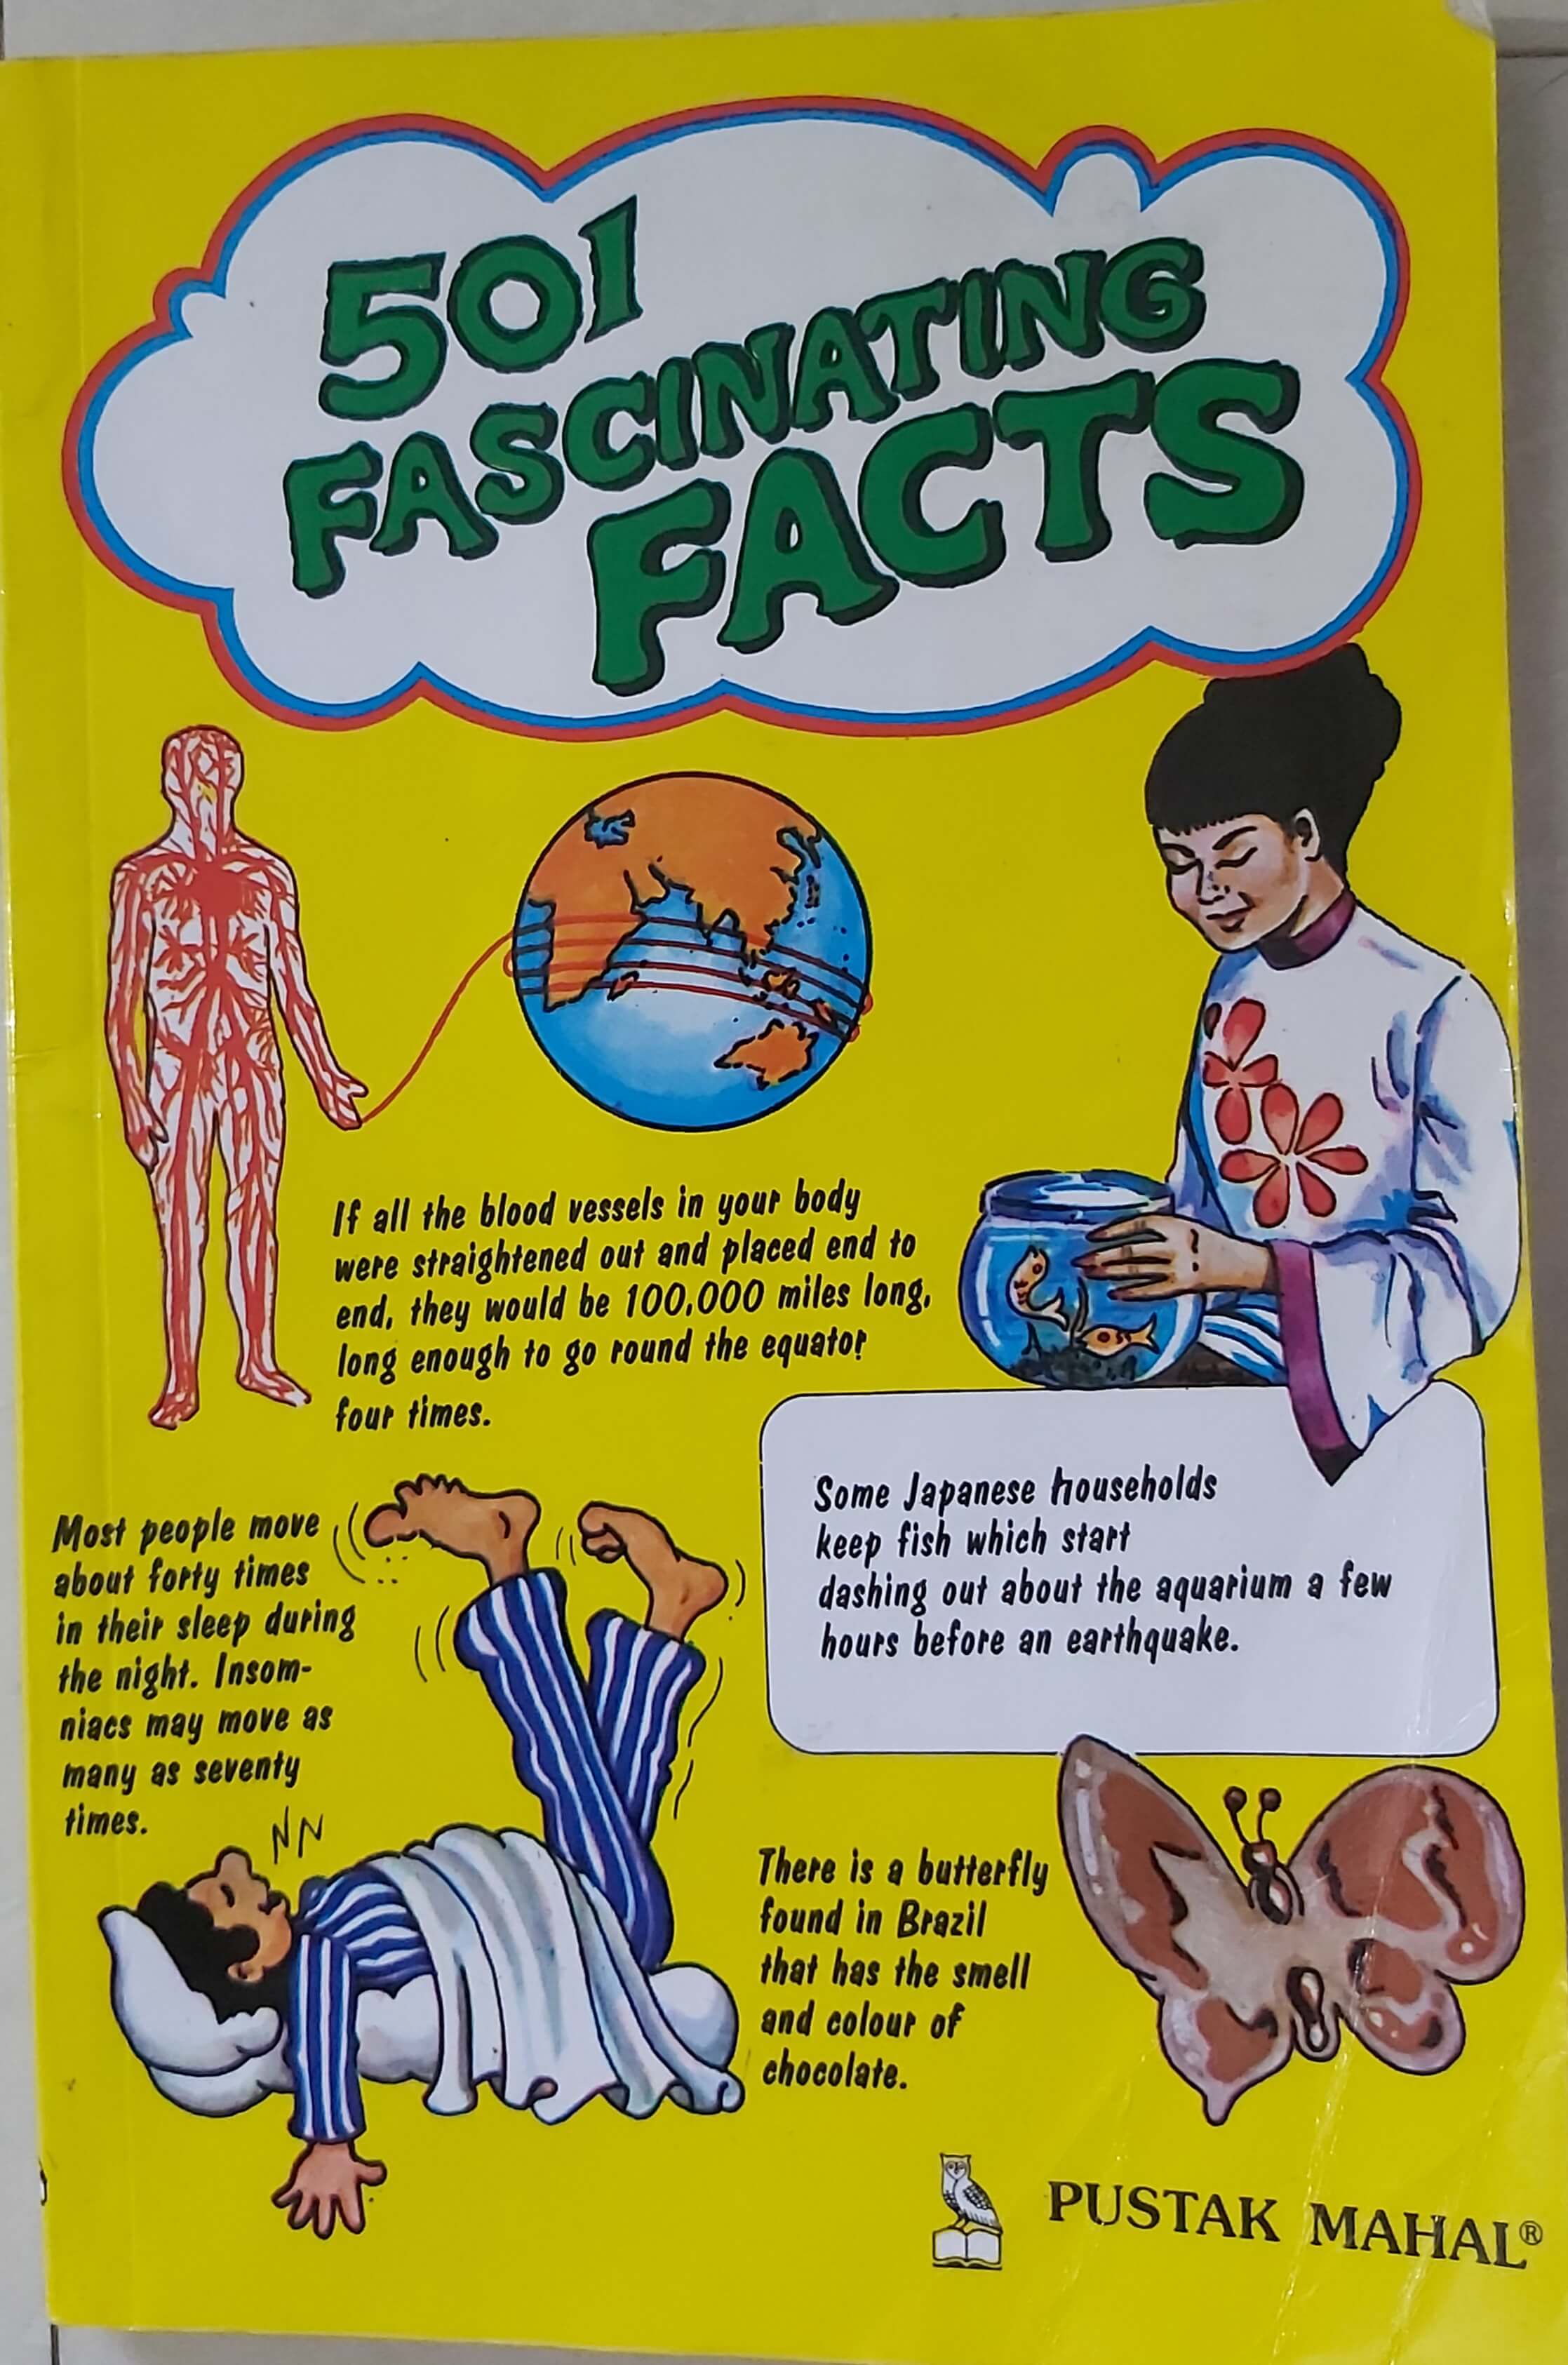 501
FASCINATING
FACTS
If all the blood vessels in your body
were straightened out and placed end to
end, they would be 100,000 miles long,
long enough to go round the equator
four times.
Some Japanese households
keep fish which start
dashing out about the aquarium a few
hours before an earthquake.
Most people move
about forty times
in their sleep during
the night. Insom-
niacs may move as
many as seventy
times.
NN
There is a butterfly
found in Brazil
that has the smell
and colour of
chocolate.
PUSTAK MAHAL®